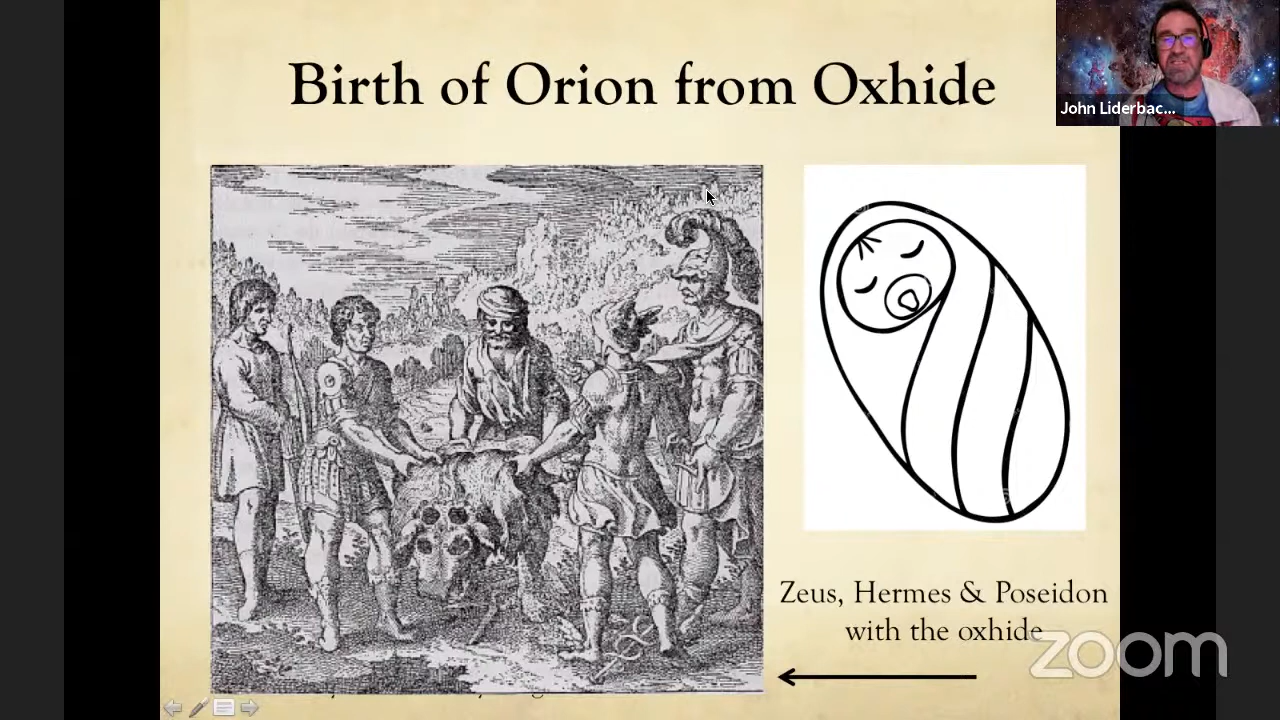 Birth of Orion from Oxhide
John Liderbac...
Zeus, Hermes & Poseidon
with the oxhide
zoom